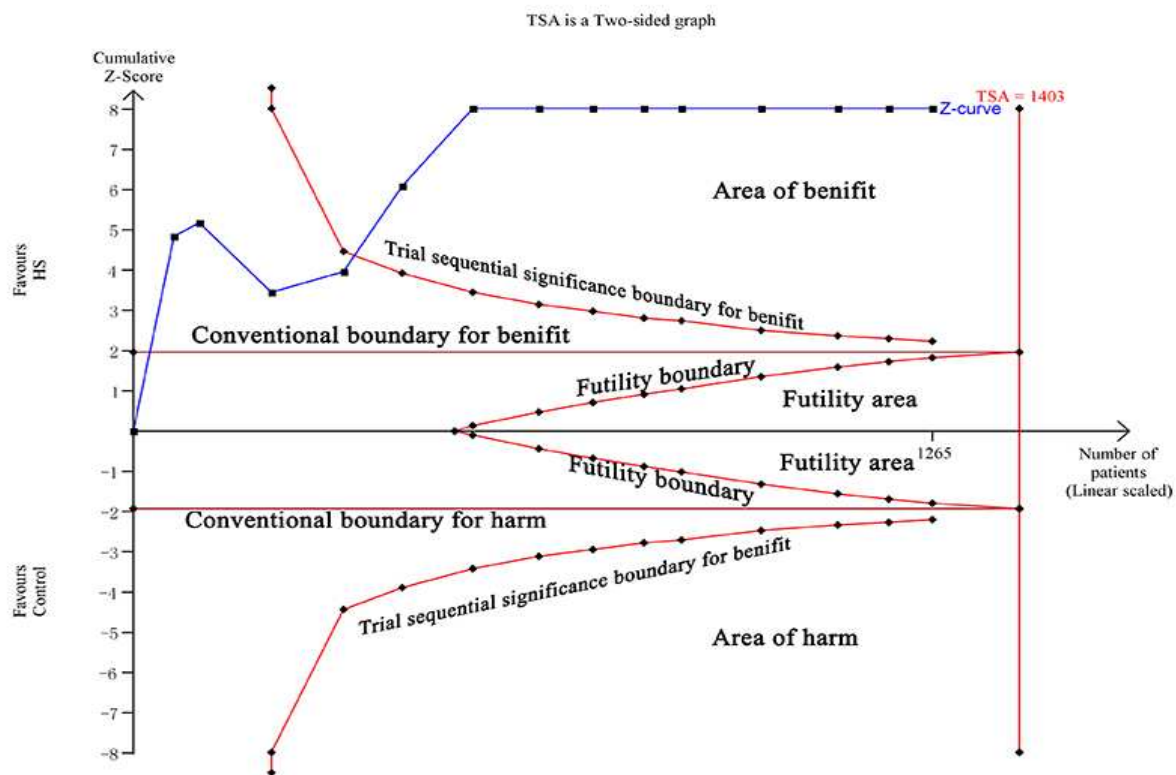 TSA is a Two-sided graph
Cumulative
Z-Score
TSA = 1403
Z-curve
8
7
6
5
4
3
2
1
-1
-2
-3
-4
-5
-6
-7
-8
Favours
HS
Favours
Control
Area of benifit
Trial sequential significance boundary for benifit
Conventional boundary for benifit
Futility boundary
Futility area
1265
Number of
patients
(Linear scaled)
Futility area
Futility boundary
Conventional boundary for harm
Trial sequential significance boundary for benifit
Area of harm